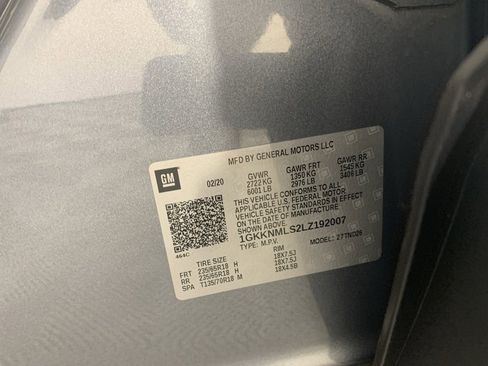 MFD BY GENERAL MOTORS LLC
GM
02/20
GVWR GAWR FRT GAWR RR
2722 KG 1350 KG 1545 KG
6001 LB 2976 LB 3406 LB
THIS VEHICLE CONFORMS TO ALL
APPLICABLE U.S. FEDERAL MOTOR
VEHICLE SAFETY STANDARDS IN EFFECT
ON THE DATE OF MANUFACTURE
SHOWN ABOVE.
1GKKNMLS2LZ192007
TYPE: M.P.V. MODEL: 27TND26
464C
TIRE SIZE RIM
FRT 235/65R18 H 18X7.5J
RR 235/65R18 H 18X7.5J
SPA T135/70R18 M 18X4.5B